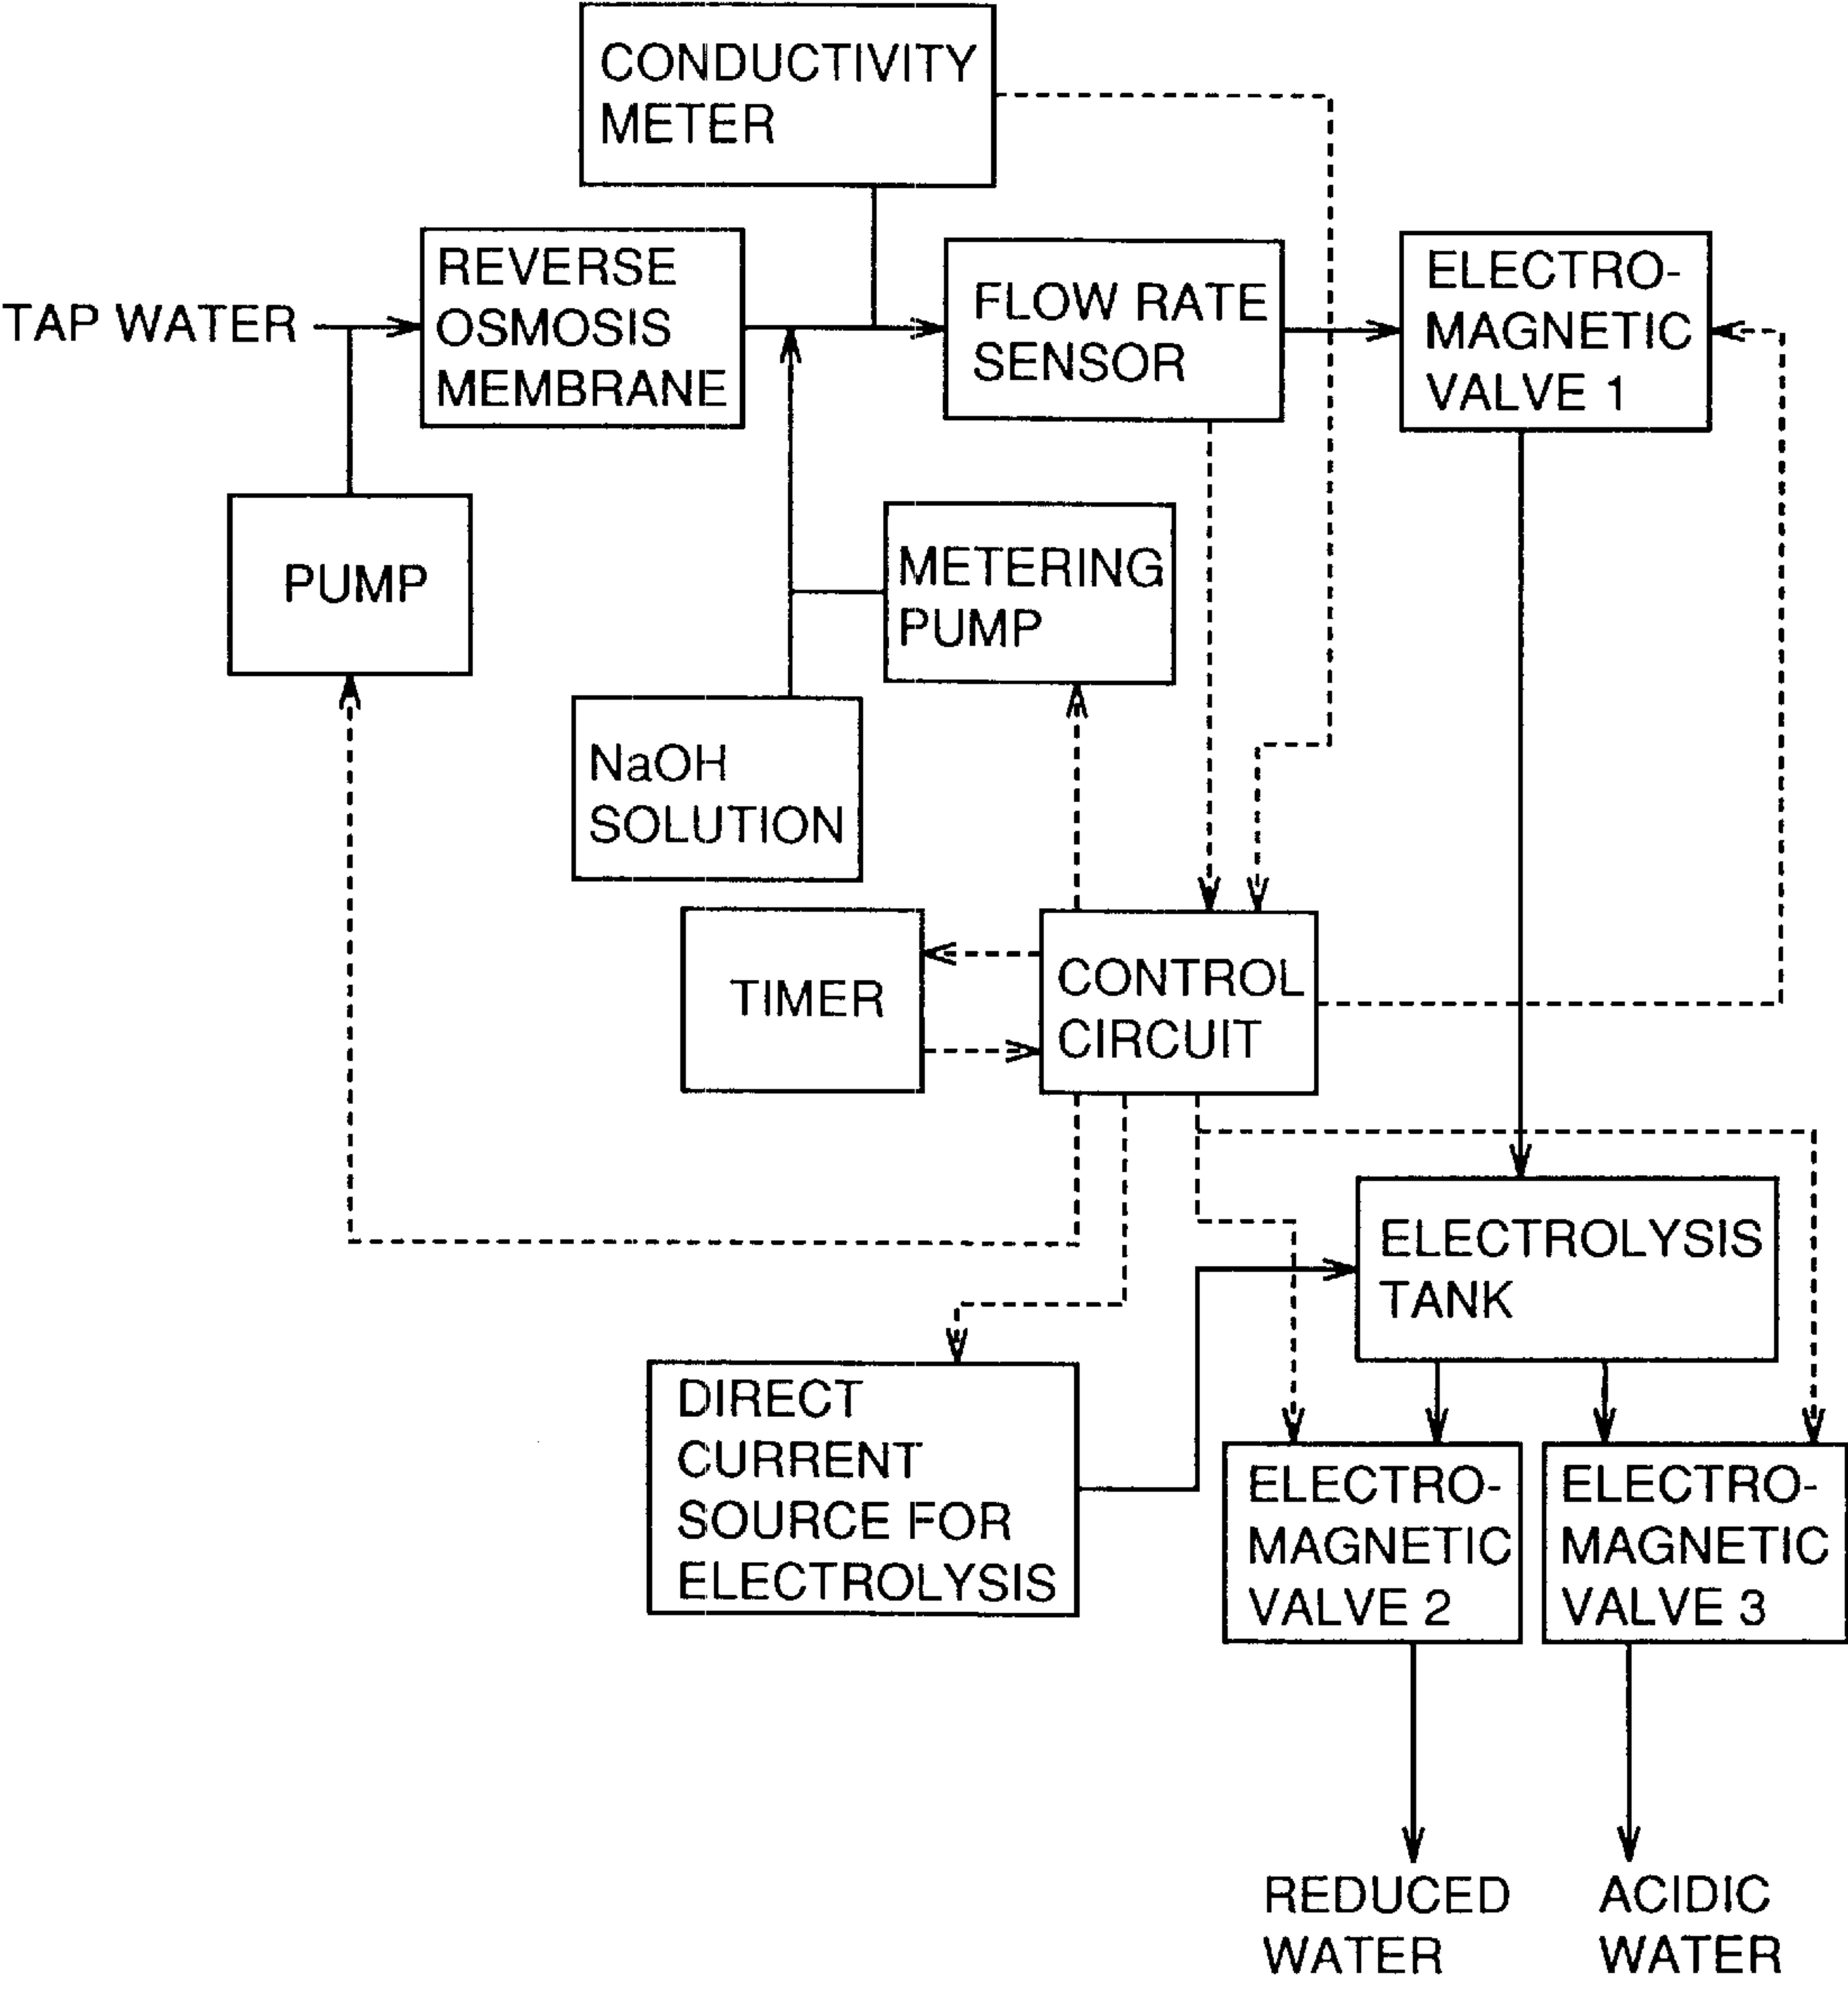 CONDUCTIVITY
METER
TAP WATER
REVERSE
OSMOSIS
MEMBRANE
FLOW RATE
SENSOR
ELECTRO-
MAGNETIC
VALVE 1
PUMP
METERING
PUMP
NaOH
SOLUTION
TIMER
CONTROL
CIRCUIT
ELECTROLYSIS
TANK
DIRECT
CURRENT
SOURCE FOR
ELECTROLYSIS
ELECTRO-
MAGNETIC
VALVE 2
ELECTRO-
MAGNETIC
VALVE 3
REDUCED
WATER
ACIDIC
WATER